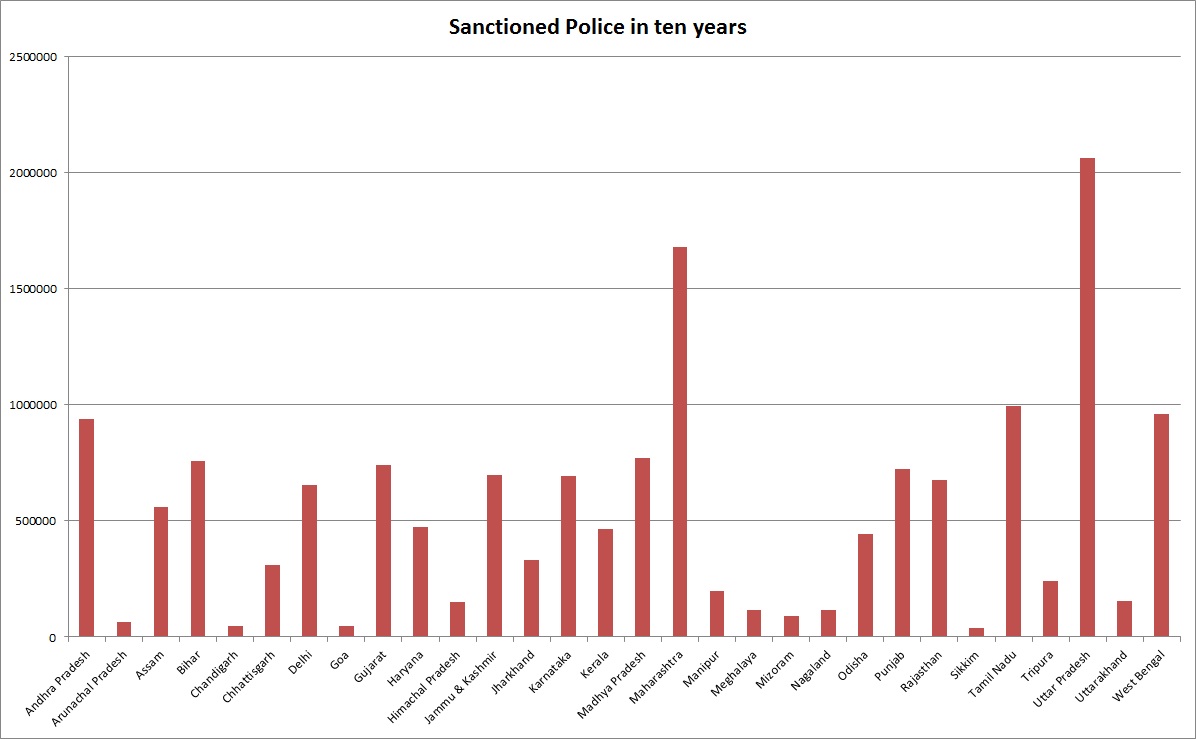 Sanctioned Police in ten years
2500000
2000000
1500000
1000000
500000
0
Andhra Pradesh
Arunachal Pradesh
Assam
Bihar
Chandigarh
Chhattisgarh
Delhi
Goa
Gujarat
Haryana
Himachal Pradesh
Jammu & Kashmir
Jharkhand
Karnataka
Kerala
Madhya Pradesh
Maharashtra
Manipur
Meghalaya
Mizoram
Nagaland
Odisha
Punjab
Rajasthan
Sikkim
Tamil Nadu
Tripura
Uttar Pradesh
Uttarakhand
West Bengal